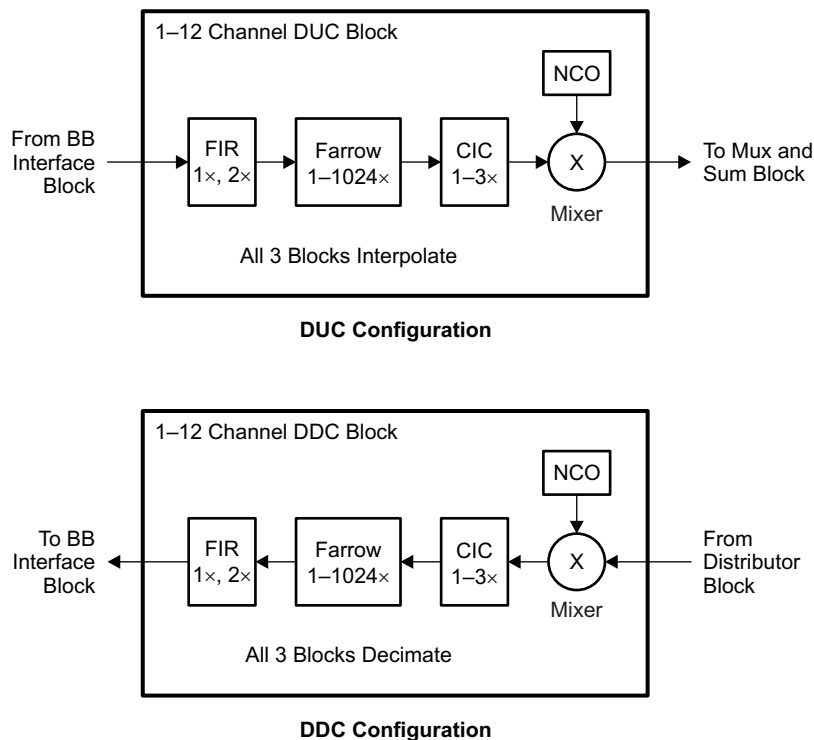 1–12 Channel DUC Block
NCO
From BB
Interface
Block
FIR
1×, 2×
Farrow
1–1024×
CIC
1–3×
X
Mixer
To Mux and
Sum Block
All 3 Blocks Interpolate
DUC Configuration
1–12 Channel DDC Block
NCO
To BB
Interface
Block
FIR
1×, 2×
Farrow
1–1024×
CIC
1–3×
X
Mixer
From
Distributor
Block
All 3 Blocks Decimate
DDC Configuration